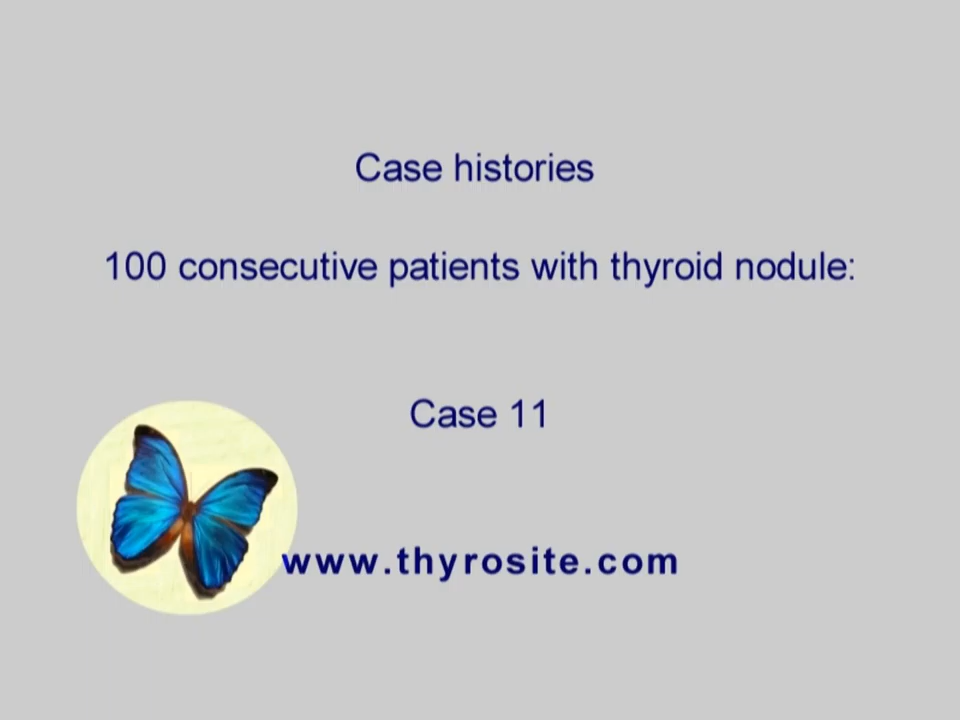 Case histories
100 consecutive patients with thyroid nodule:
Case 11
www.thyrosite.com